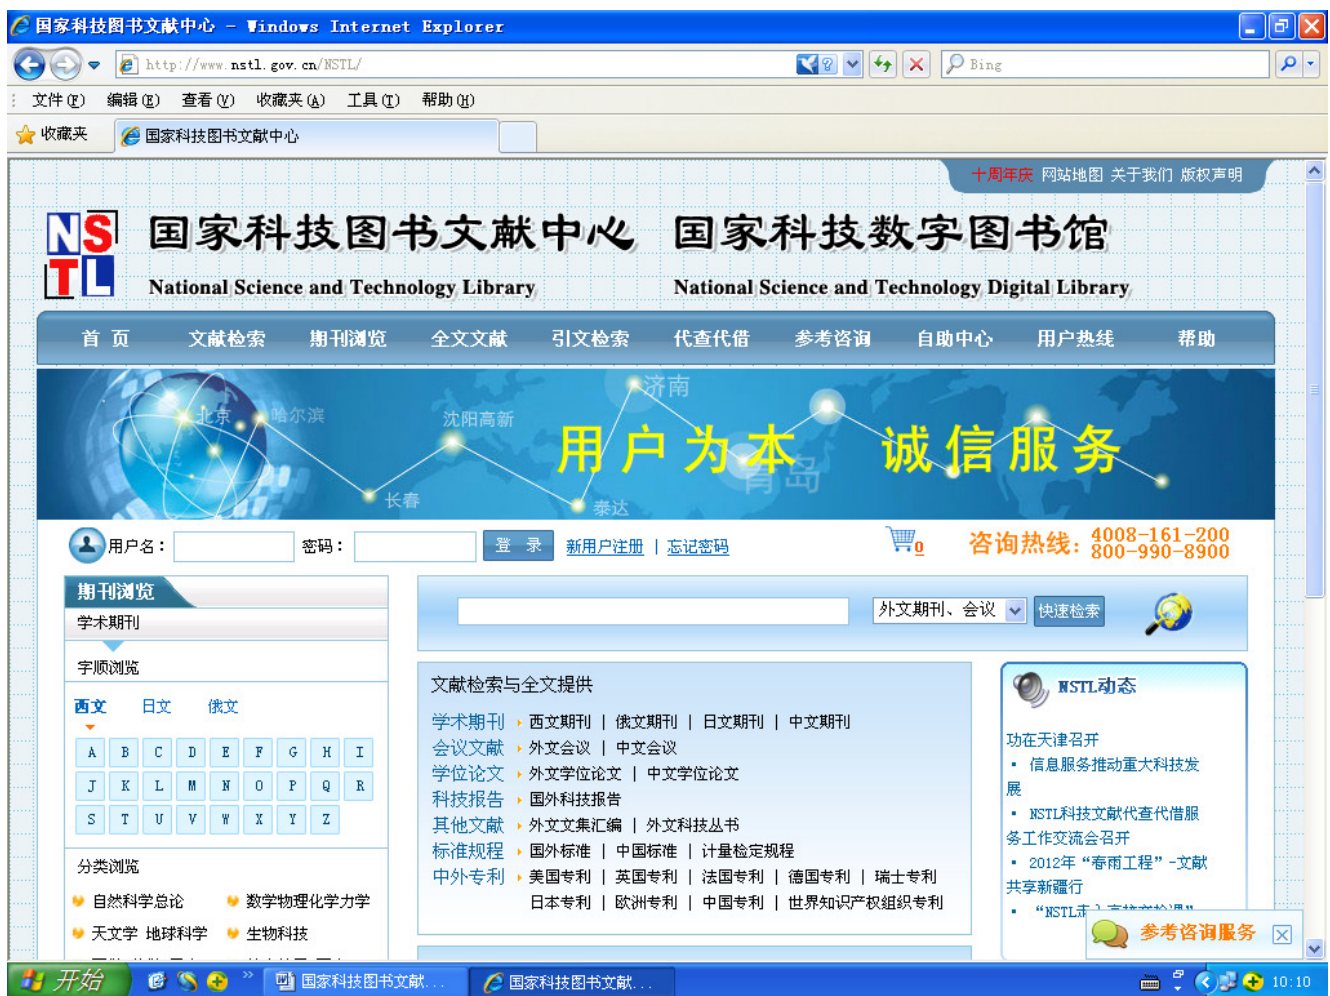 国家科技图书文献中心 - Windows Internet Explorer
http://www.nstl.gov.cn/NSTL/
Bing
文件(F) 编辑(E) 查看(V) 收藏夹(A) 工具(T) 帮助(H)
收藏夹 国家科技图书文献中心
十周年庆 网站地图 关于我们 版权声明
NSTL
国家科技图书文献中心 国家科技数字图书馆
National Science and Technology Library National Science and Technology Digital Library
首 页 文献检索 期刊浏览 全文文献 引文检索 代查代借 参考咨询 自助中心 用户热线 帮助
济南
北京 哈尔滨 沈阳高新
用户为本 诚信服务
青岛
长春 泰达
用户名： 密码： 登 录 新用户注册 | 忘记密码 0 咨询热线：4008-161-200
800-990-8900
期刊浏览
学术期刊
字顺浏览
西文 日文 俄文
A B C D E F G H I
J K L M N O P Q R
S T U V W X Y Z
分类浏览
自然科学总论 数学物理化学力学
天文学 地球科学 生物科技
外文期刊、会议 快速检索
文献检索与全文提供
学术期刊 西文期刊 | 俄文期刊 | 日文期刊 | 中文期刊
会议文献 外文会议 | 中文会议
学位论文 外文学位论文 | 中文学位论文
科技报告 国外科技报告
其他文献 外文文集汇编 | 外文科技丛书
标准规程 国外标准 | 中国标准 | 计量检定规程
中外专利 美国专利 | 英国专利 | 法国专利 | 德国专利 | 瑞士专利
日本专利 | 欧洲专利 | 中国专利 | 世界知识产权组织专利
NSTL动态
功在天津召开
· 信息服务推动重大科技发
展
· NSTL科技文献代查代借服
务工作交流会召开
· 2012年“春雨工程”-文献
共享新疆行
· “NSTL走
参考咨询服务
开始 国家科技图书文献... 国家科技图书文献... 10:10